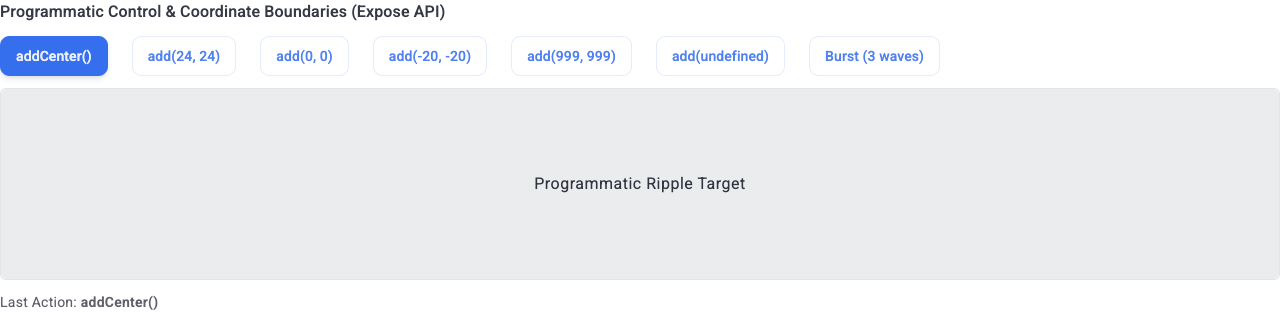 Programmatic Control & Coordinate Boundaries (Expose API)
addCenter() add(24, 24) add(0, 0) add(-20, -20) add(999, 999) add(undefined) Burst (3 waves)
Programmatic Ripple Target
Last Action: addCenter()